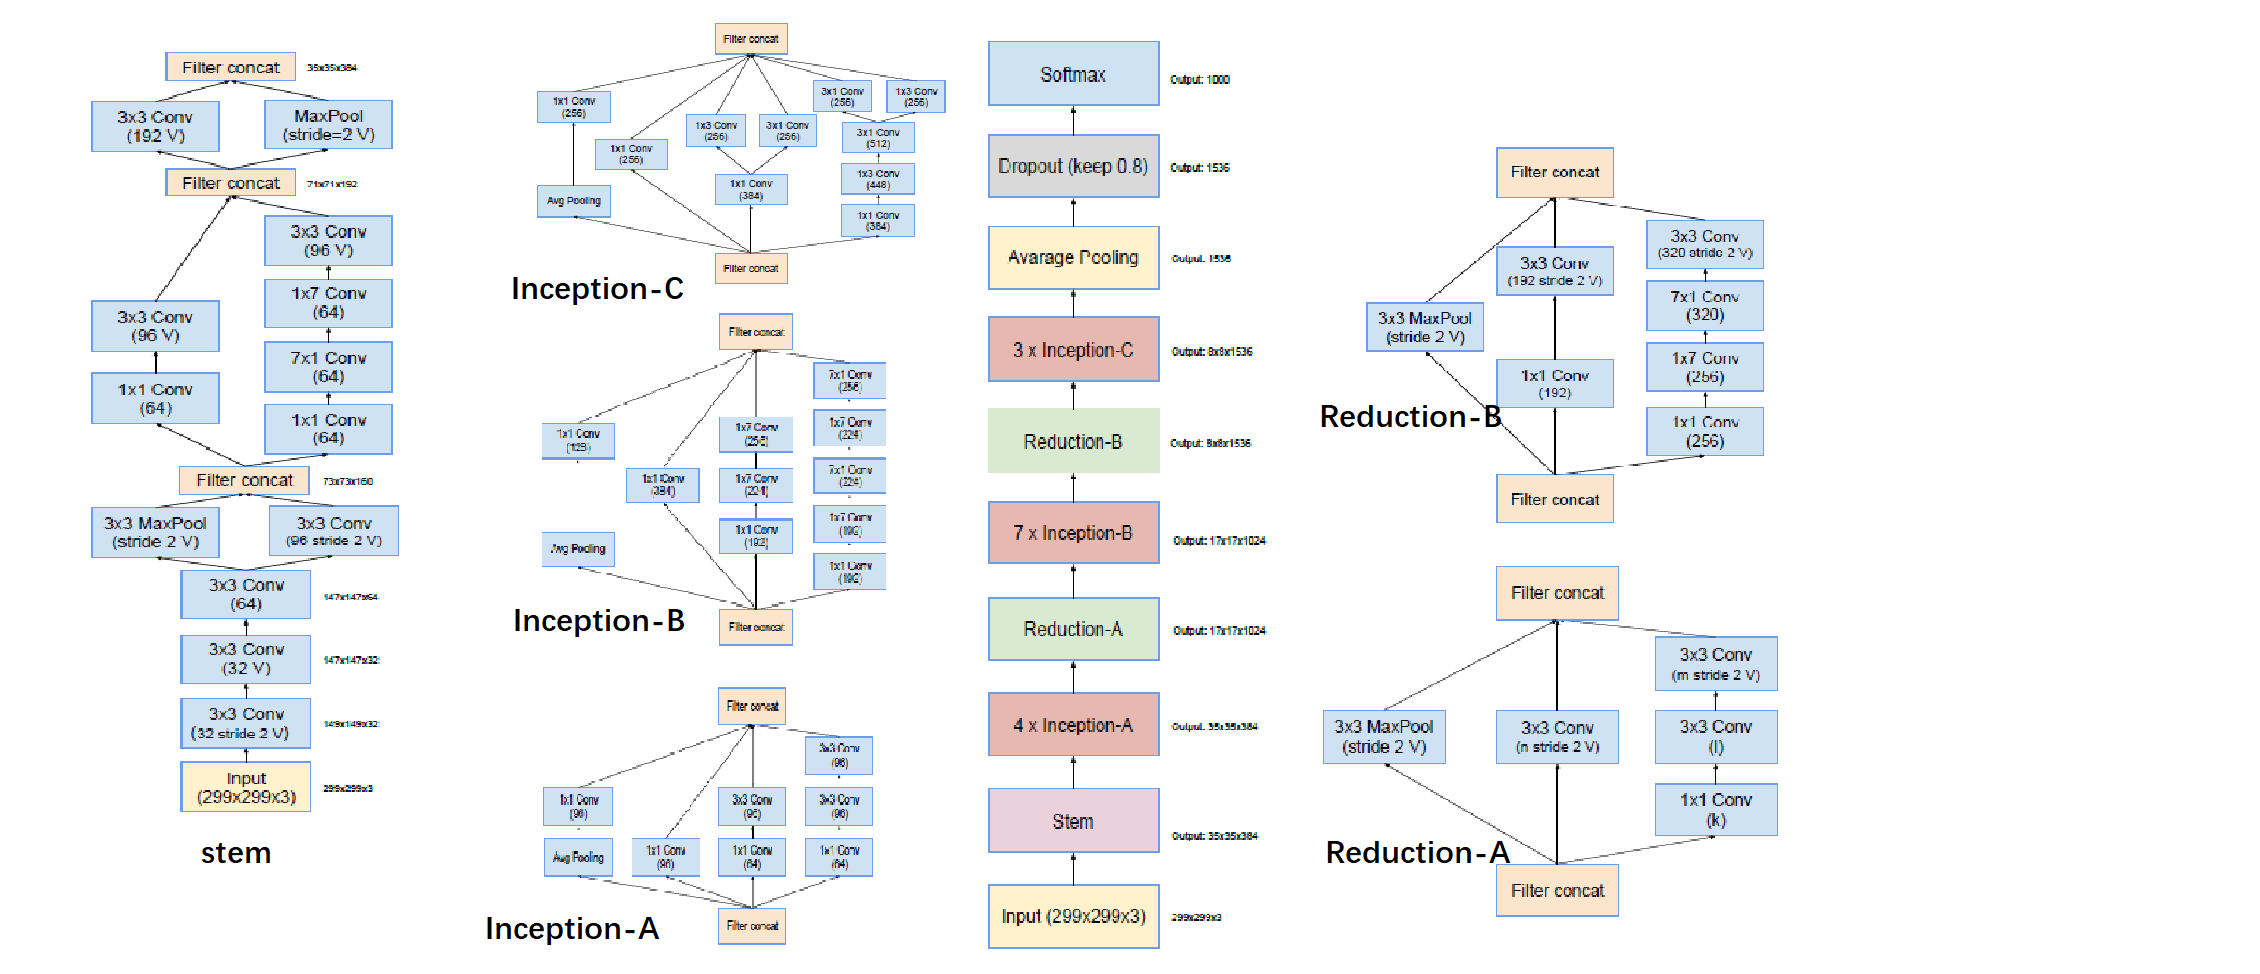 Filter concat
35x35x384
3x3 Conv
(192 V)
MaxPool
(stride=2 V)
Filter concat
71x71x192
3x3 Conv
(96 V)
1x7 Conv
(64)
3x3 Conv
(96 V)
7x1 Conv
(64)
1x1 Conv
(64)
1x1 Conv
(64)
Filter concat
73x73x160
3x3 MaxPool
(stride 2 V)
3x3 Conv
(96 stride 2 V)
3x3 Conv
(64)
147x147x64
3x3 Conv
(32 V)
147x147x32
3x3 Conv
(32 stride 2 V)
149x149x32
Input
(299x299x3)
299x299x3
stem
Filter concat
1x1 Conv
(256)
3x1 Conv
(256)
1x3 Conv
(256)
1x3 Conv
(256)
3x1 Conv
(256)
3x1 Conv
(512)
1x1 Conv
(256)
1x3 Conv
(448)
Avg Pooling
1x1 Conv
(384)
1x1 Conv
(384)
Filter concat
Inception-C
Filter concat
7x1 Conv
(256)
1x1 Conv
(128)
1x7 Conv
(256)
1x7 Conv
(224)
1x1 Conv
(384)
1x7 Conv
(224)
7x1 Conv
(224)
1x1 Conv
(192)
1x7 Conv
(192)
Avg Pooling
1x1 Conv
(192)
Filter concat
Inception-B
Filter concat
3x3 Conv
(96)
1x1 Conv
(96)
3x3 Conv
(96)
3x3 Conv
(96)
Avg Pooling
1x1 Conv
(96)
1x1 Conv
(64)
1x1 Conv
(64)
Filter concat
Inception-A
Softmax
Output: 1000
Dropout (keep 0.8)
Output: 1536
Avarage Pooling
Output: 1536
3 x Inception-C
Output: 8x8x1536
Reduction-B
Output: 8x8x1536
7 x Inception-B
Output: 17x17x1024
Reduction-A
Output: 17x17x1024
4 x Inception-A
Output: 35x35x384
Stem
Output: 35x35x384
Input (299x299x3)
299x299x3
Filter concat
3x3 Conv
(320 stride 2 V)
3x3 Conv
(192 stride 2 V)
7x1 Conv
(320)
3x3 MaxPool
(stride 2 V)
1x7 Conv
(256)
1x1 Conv
(192)
1x1 Conv
(256)
Reduction-B
Filter concat
Filter concat
3x3 Conv
(m stride 2 V)
3x3 MaxPool
(stride 2 V)
3x3 Conv
(n stride 2 V)
3x3 Conv
(l)
1x1 Conv
(k)
Reduction-A
Filter concat